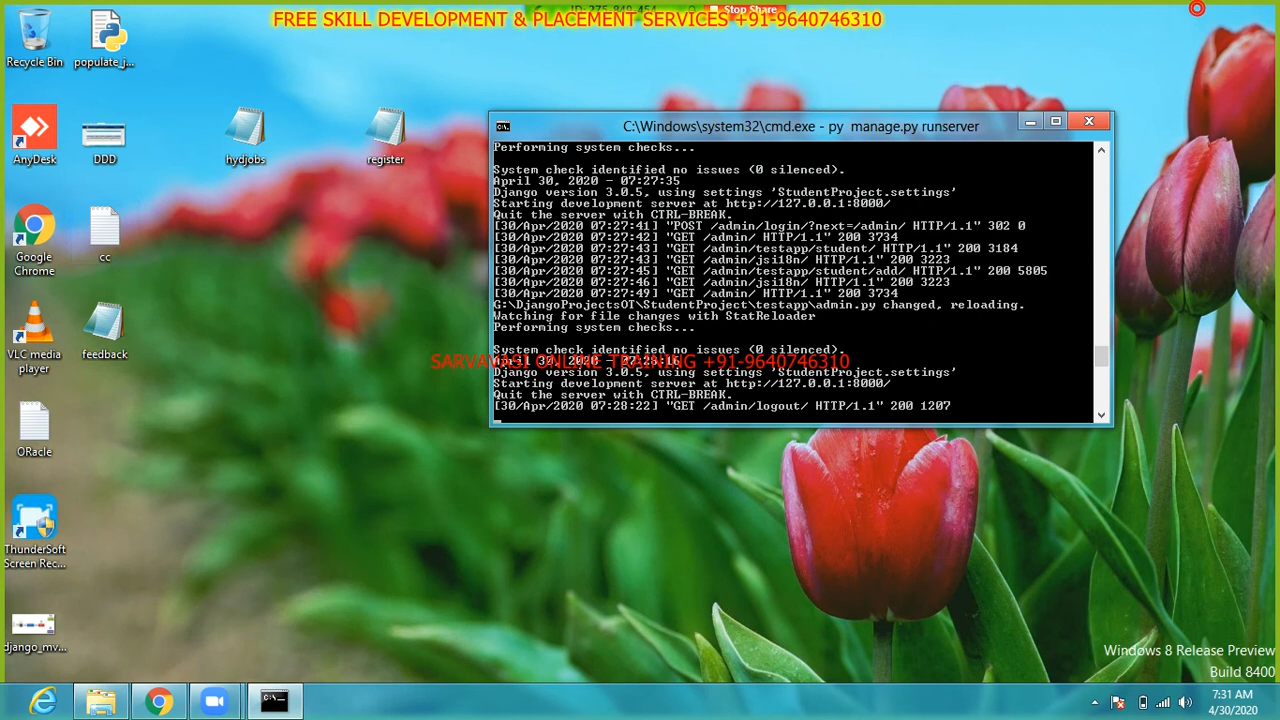 FREE SKILL DEVELOPMENT & PLACEMENT SERVICES +91-9640746310
Stop Share
Recycle Bin
populate_j...
AnyDesk
DDD
hydjobs
register
Google Chrome
cc
VLC media player
feedback
ORacle
ThunderSoft Screen Rec...
django_mv...
C:\Windows\system32\cmd.exe - py  manage.py runserver
Performing system checks...
System check identified no issues (0 silenced).
April 30, 2020 - 07:27:35
Django version 3.0.5, using settings 'StudentProject.settings'
Starting development server at http://127.0.0.1:8000/
Quit the server with CTRL-BREAK.
[30/Apr/2020 07:27:41] "POST /admin/login/?next=/admin/ HTTP/1.1" 302 0
[30/Apr/2020 07:27:42] "GET /admin/ HTTP/1.1" 200 3734
[30/Apr/2020 07:27:43] "GET /admin/testapp/student/ HTTP/1.1" 200 3184
[30/Apr/2020 07:27:43] "GET /admin/jsi18n/ HTTP/1.1" 200 3223
[30/Apr/2020 07:27:45] "GET /admin/testapp/student/add/ HTTP/1.1" 200 5805
[30/Apr/2020 07:27:46] "GET /admin/jsi18n/ HTTP/1.1" 200 3223
[30/Apr/2020 07:27:49] "GET /admin/ HTTP/1.1" 200 3734
G:\DjangoProjectsOT\StudentProject\testapp\admin.py changed, reloading.
Watching for file changes with StatReloader
Performing system checks...
System check identified no issues (0 silenced).
SARVAVASI ONLINE TRAINING +91-9640746310
April 30, 2020 - 07:28:16
Django version 3.0.5, using settings 'StudentProject.settings'
Starting development server at http://127.0.0.1:8000/
Quit the server with CTRL-BREAK.
[30/Apr/2020 07:28:22] "GET /admin/logout/ HTTP/1.1" 200 1207
Windows 8 Release Preview
Build 8400
7:31 AM
4/30/2020